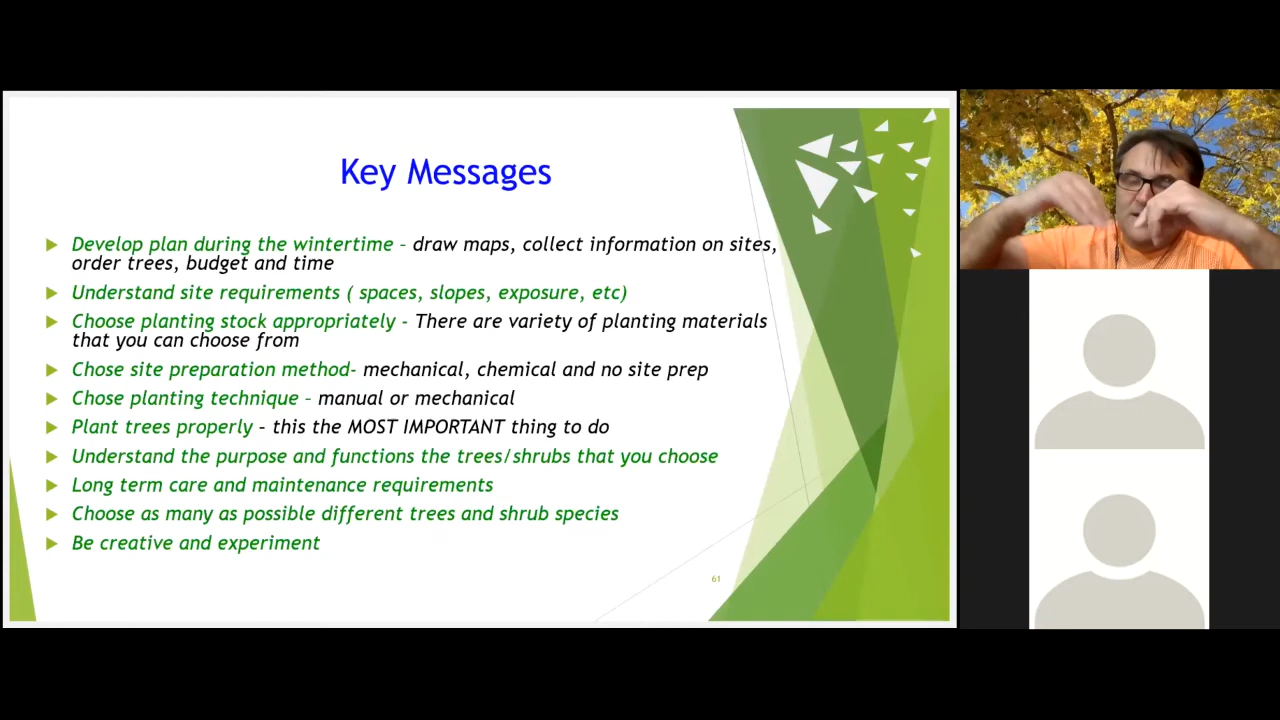 Key Messages
Develop plan during the wintertime – draw maps, collect information on sites,
order trees, budget and time
Understand site requirements ( spaces, slopes, exposure, etc)
Choose planting stock appropriately - There are variety of planting materials
that you can choose from
Chose site preparation method- mechanical, chemical and no site prep
Chose planting technique – manual or mechanical
Plant trees properly – this the MOST IMPORTANT thing to do
Understand the purpose and functions the trees/shrubs that you choose
Long term care and maintenance requirements
Choose as many as possible different trees and shrub species
Be creative and experiment
61